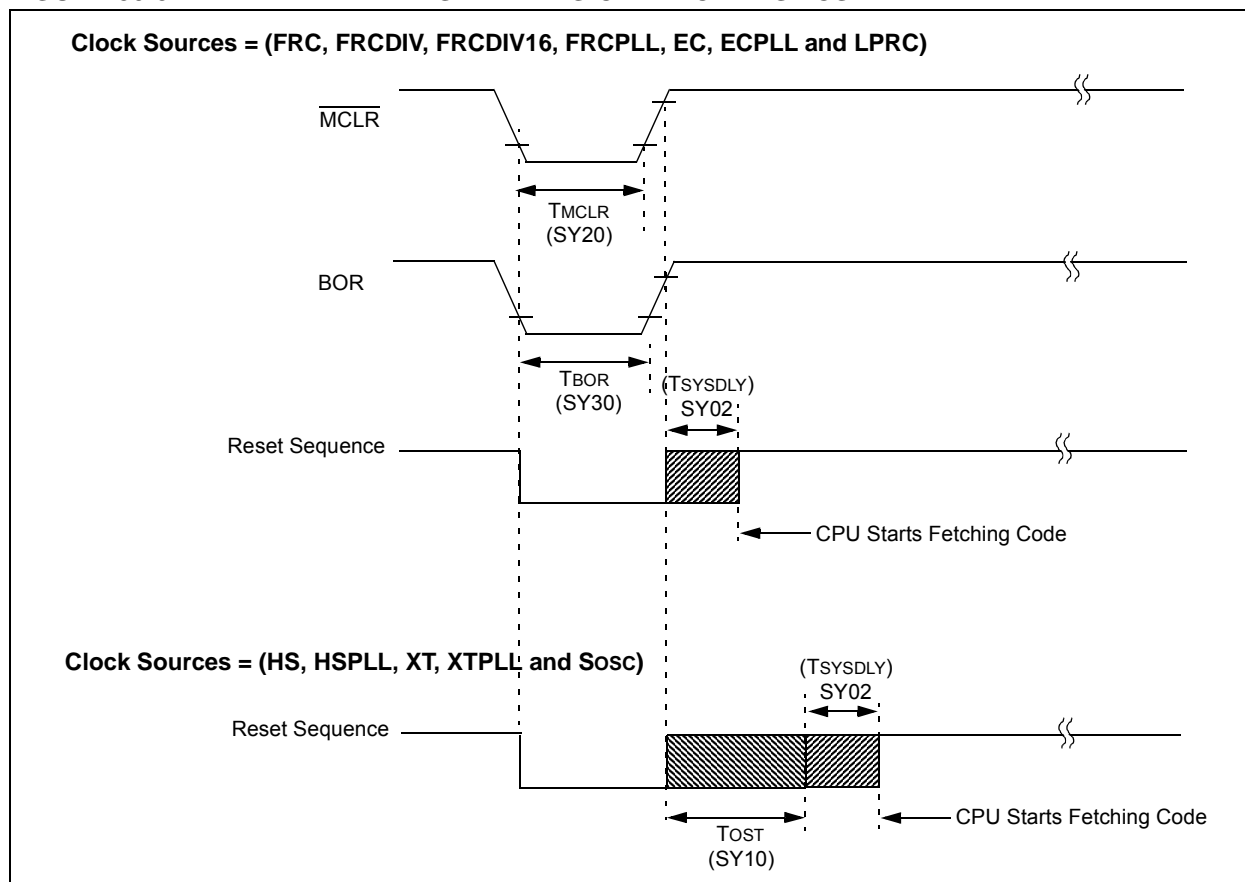 Clock Sources = (FRC, FRCDIV, FRCDIV16, FRCPLL, EC, ECPLL and LPRC)
MCLR
TMCLR
(SY20)
BOR
TBOR
(SY30)
(TSYSDLY)
SY02
Reset Sequence
CPU Starts Fetching Code
Clock Sources = (HS, HSPLL, XT, XTPLL and SOSC)
(TSYSDLY)
SY02
Reset Sequence
CPU Starts Fetching Code
TOST
(SY10)